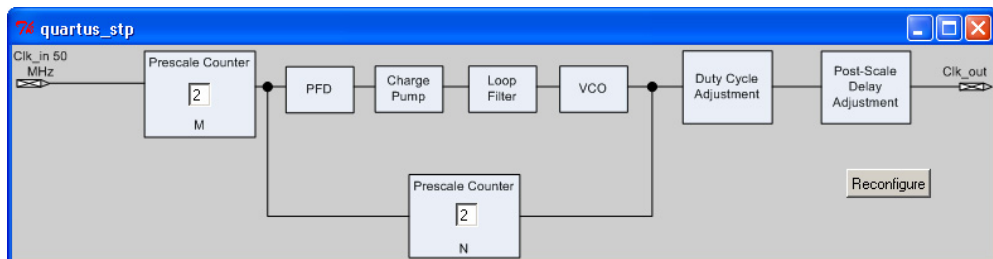 quartus_stp
Clk_in 50
MHz
Prescale Counter
2
M
PFD
Charge
Pump
Loop
Filter
VCO
Duty Cycle
Adjustment
Post-Scale
Delay
Adjustment
Clk_out
Prescale Counter
2
N
Reconfigure